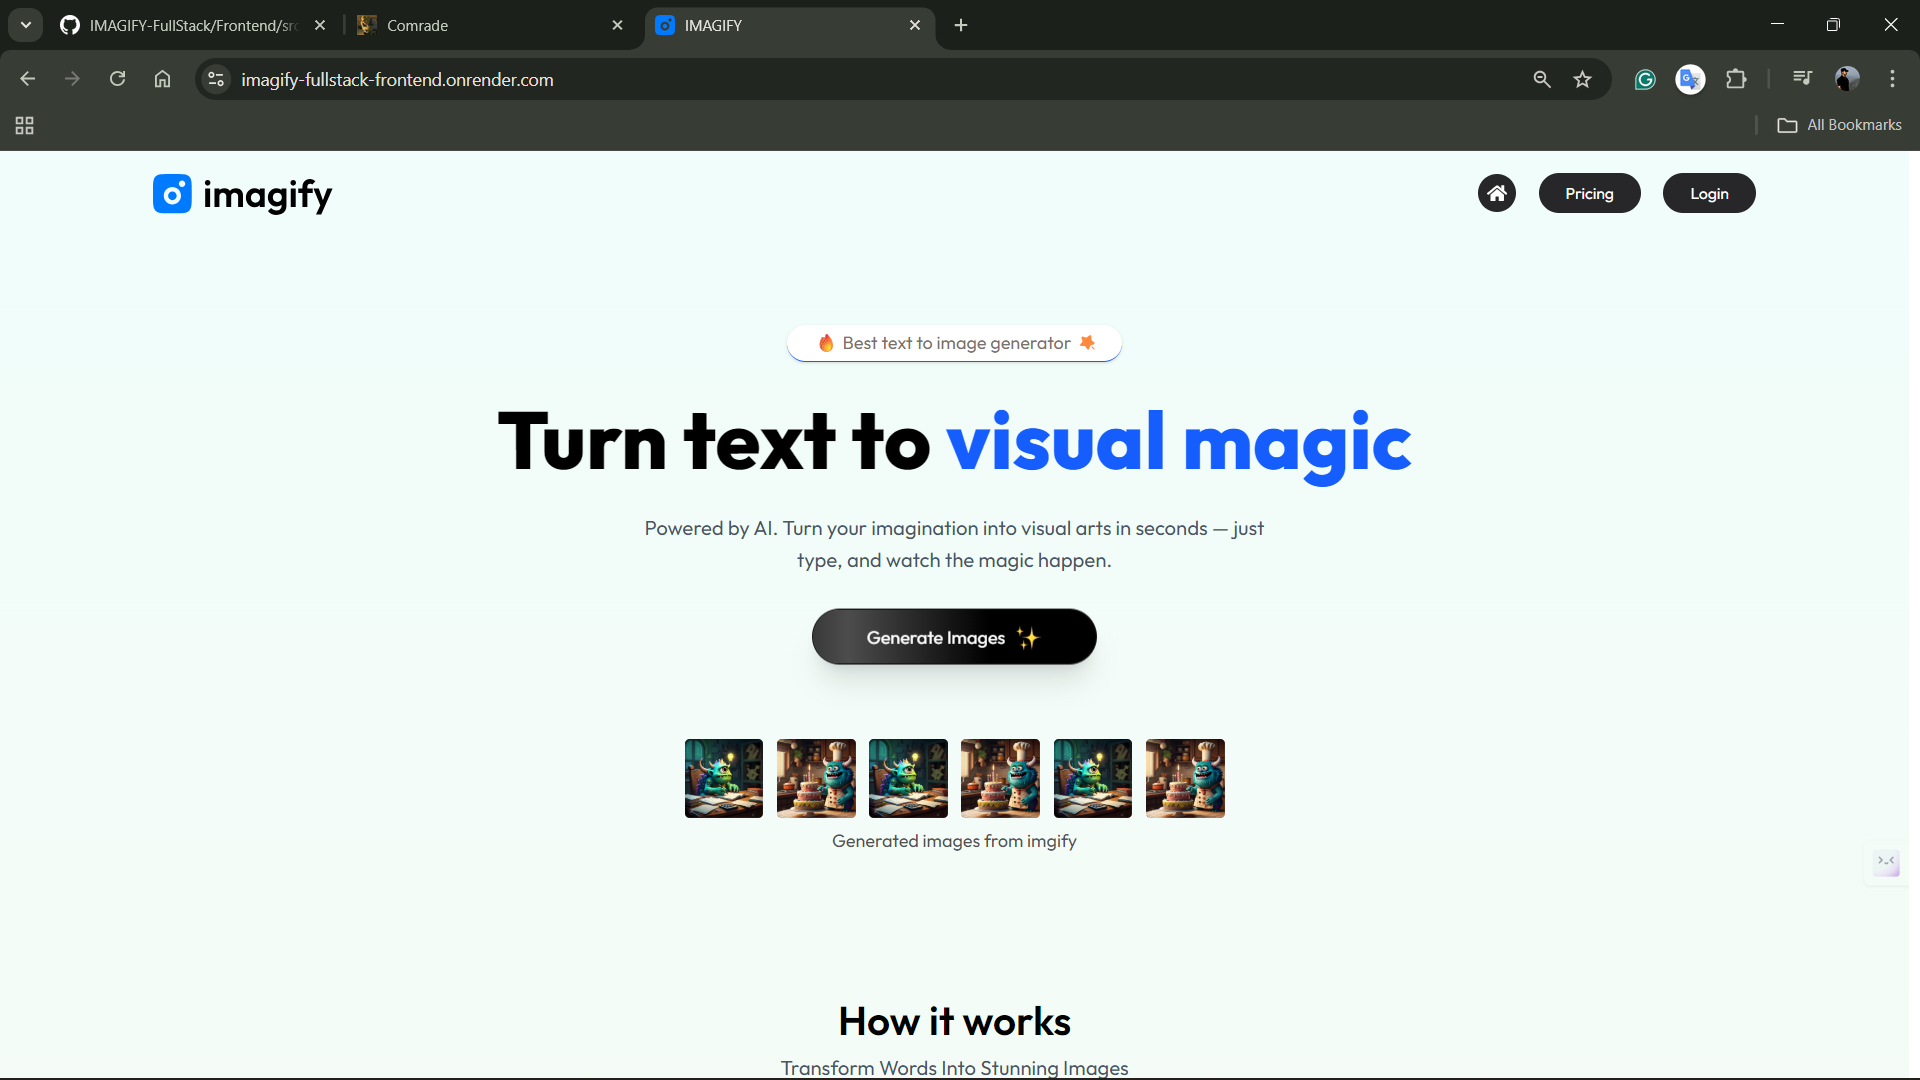 IMAGIFY-FullStack/Frontend/src
Comrade
IMAGIFY
imagify-fullstack-frontend.onrender.com
All Bookmarks
imagify
Pricing
Login
Best text to image generator
Turn text to visual magic
Powered by AI. Turn your imagination into visual arts in seconds — just
type, and watch the magic happen.
Generate Images
Generated images from imgify
How it works
Transform Words Into Stunning Images